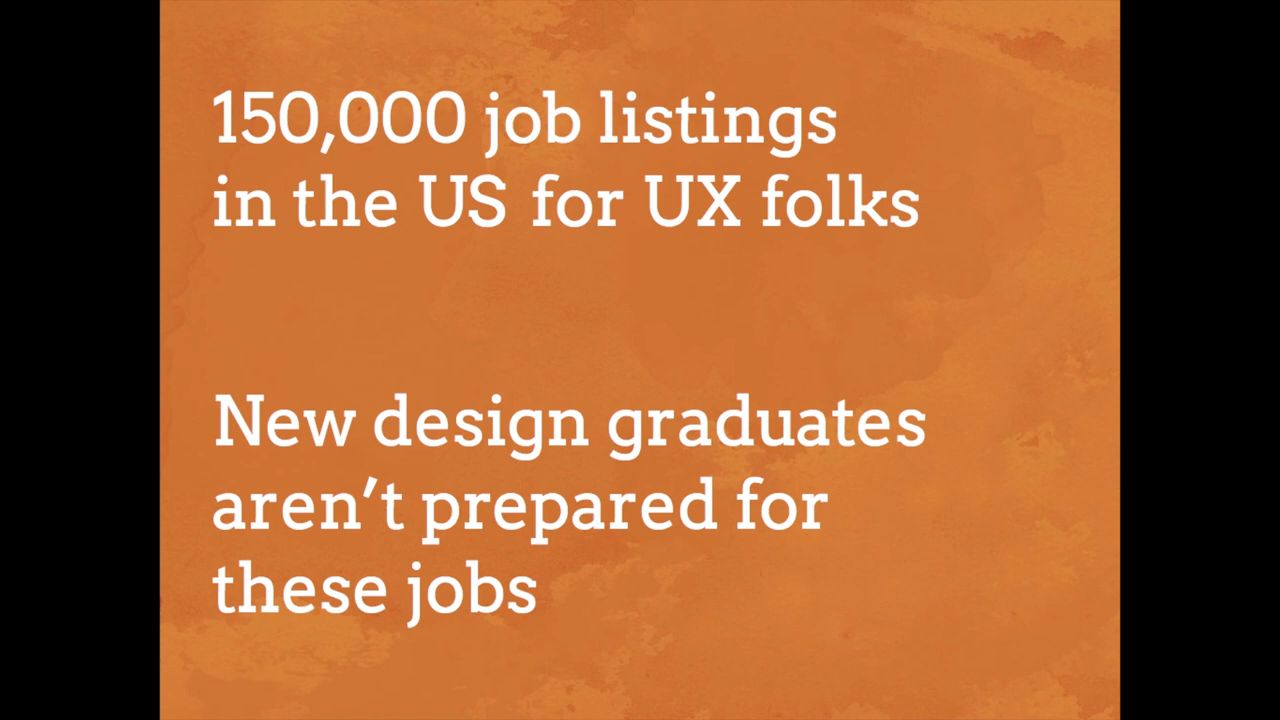 150,000 job listings
in the US for UX folks
New design graduates
aren’t prepared for
these jobs